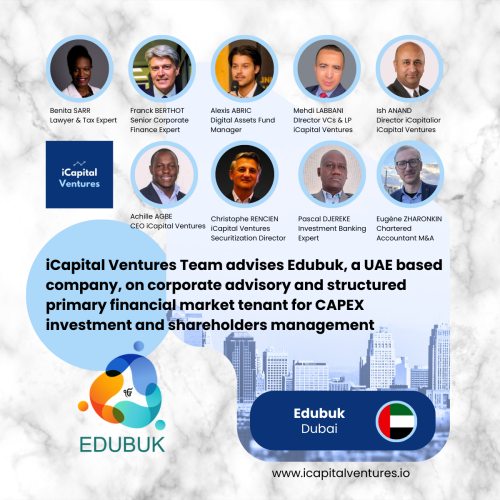 Benita SARR
Lawyer & Tax Expert
Franck BERTHOT
Senior Corporate
Finance Expert
Alexis ABRIC
Digital Assets Fund
Manager
Mehdi LABBANI
Director VCs & LP
iCapital Ventures
Ish ANAND
Director iCapitalior
iCapital Ventures
iCapital
Ventures
Achille AGBE
CEO iCapital Ventures
Christophe RENCIEN
iCapital Ventures
Securitization Director
Pascal DJEREKE
Investment Banking
Expert
Eugène ZHARONKIN
Chartered
Accountant M&A
iCapital Ventures Team advises Edubuk, a UAE based
company, on corporate advisory and structured
primary financial market tenant for CAPEX
investment and shareholders management
EDUBUK
Edubuk
Dubai
www.icapitalventures.io